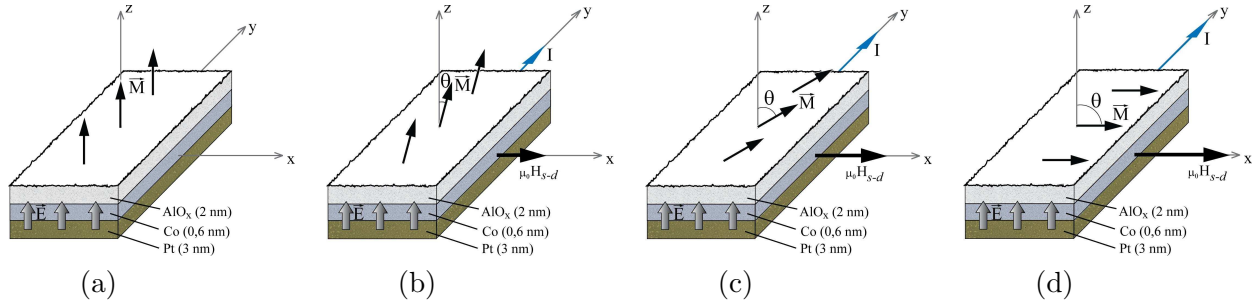 z
y
M
x
E
AlOx (2 nm)
Co (0,6 nm)
Pt (3 nm)
(a)
z
y
I
θ
M
x
μ₀Hs-d
E
AlOx (2 nm)
Co (0,6 nm)
Pt (3 nm)
(b)
z
y
I
θ
M
x
μ₀Hs-d
E
AlOx (2 nm)
Co (0,6 nm)
Pt (3 nm)
(c)
z
y
I
θ
M
x
μ₀Hs-d
E
AlOx (2 nm)
Co (0,6 nm)
Pt (3 nm)
(d)